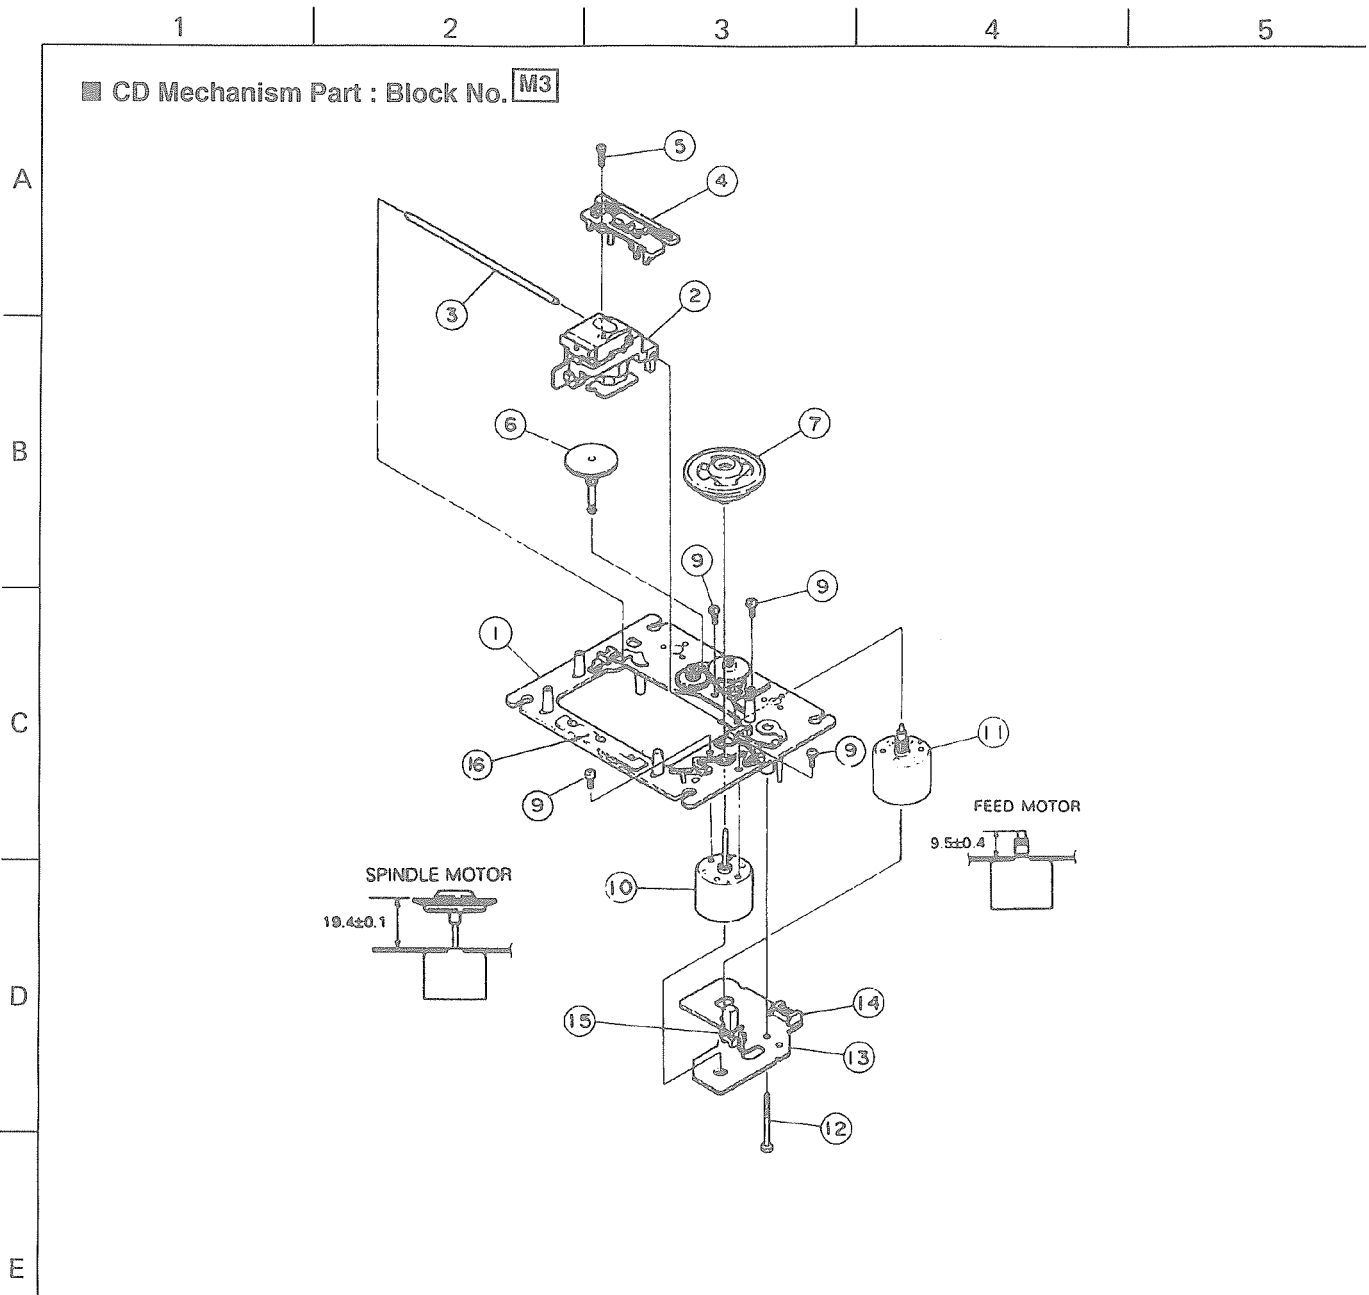 1 2 3 4 5
■ CD Mechanism Part : Block No. M3
A
5
4
3
2
B
6
7
9
9
1
C
11
16
9
9
FEED MOTOR
9.5±0.4
SPINDLE MOTOR
10
19.4±0.1
D
14
15
13
12
E